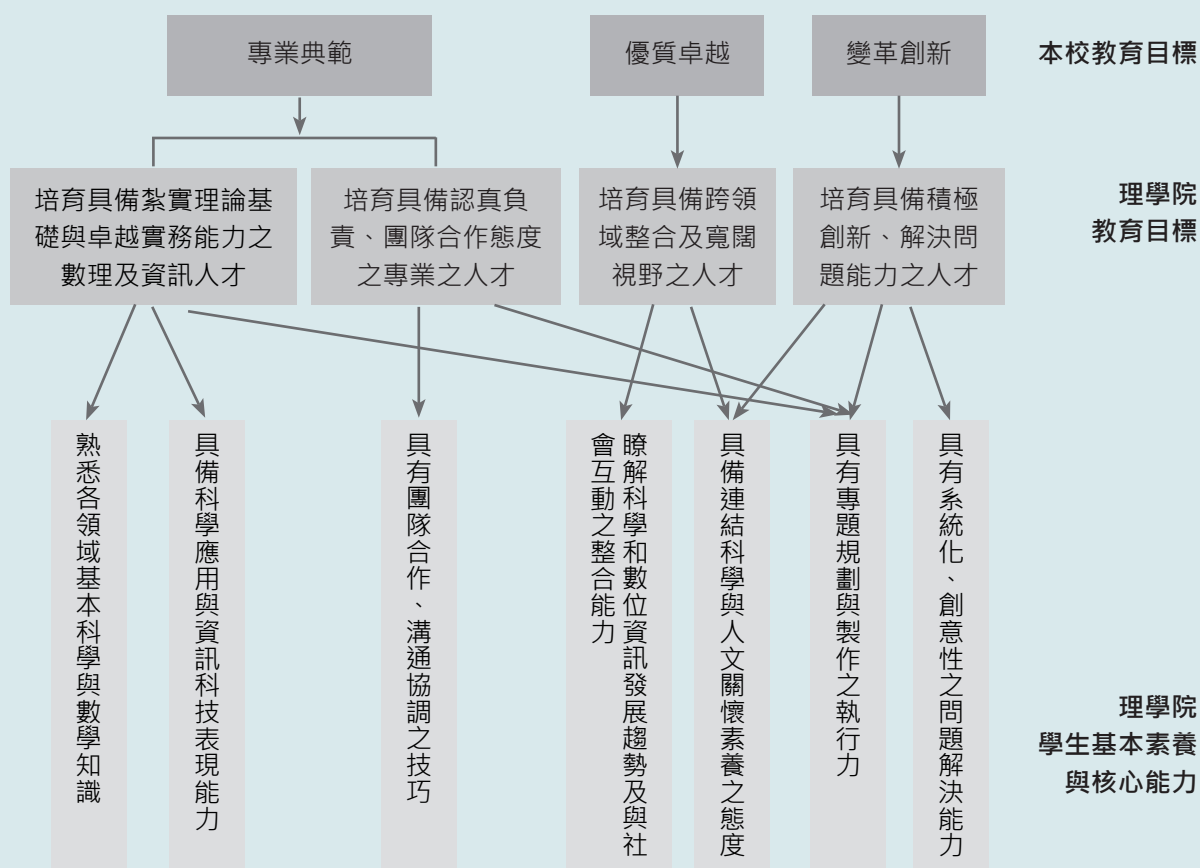 專業典範
優質卓越
變革創新
本校教育目標
培育具備紮實理論基
礎與卓越實務能力之
數理及資訊人才
培育具備認真負
責、團隊合作態度
之專業之人才
培育具備跨領
域整合及寬闊
視野之人才
培育具備積極
創新、解決問
題能力之人才
理學院
教育目標
熟悉各領域基本科學與數學知識
具備科學應用與資訊科技表現能力
具有團隊合作、溝通協調之技巧
瞭解科學和數位資訊發展趨勢及與社
會互動之整合能力
具備連結科學與人文關懷素養之態度
具有專題規劃與製作之執行力
具有系統化、創意性之問題解決能力
理學院
學生基本素養
與核心能力